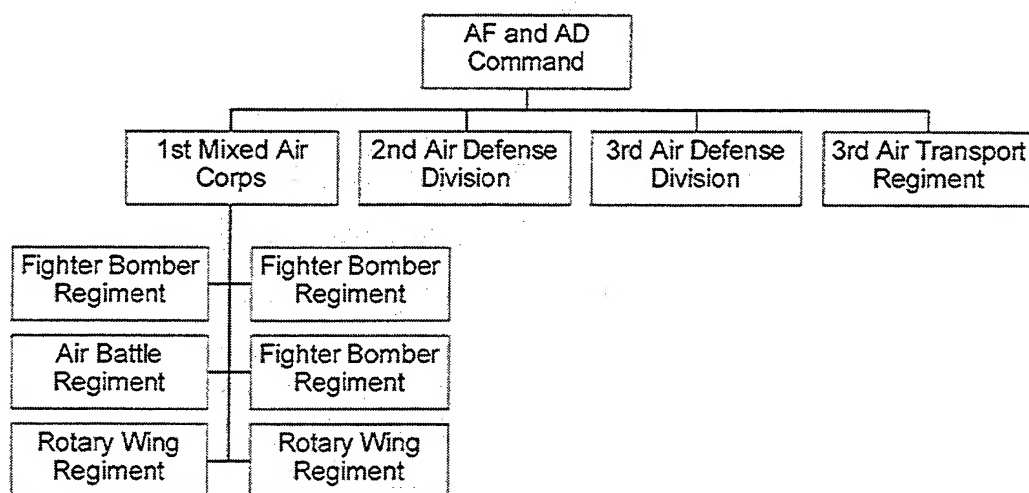 AF and AD
Command
1st Mixed Air
Corps
2nd Air Defense
Division
3rd Air Defense
Division
3rd Air Transport
Regiment
Fighter Bomber
Regiment
Fighter Bomber
Regiment
Air Battle
Regiment
Fighter Bomber
Regiment
Rotary Wing
Regiment
Rotary Wing
Regiment